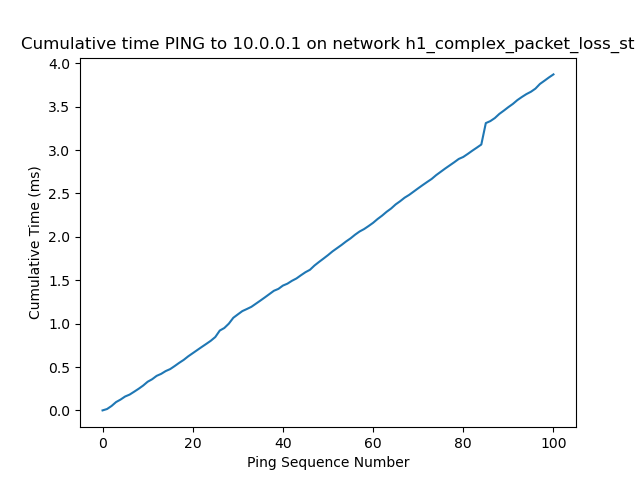 Cumulative time PING to 10.0.0.1 on network h1_complex_packet_loss_st
4.0
3.5
3.0
2.5
2.0
1.5
1.0
0.5
0.0
Cumulative Time (ms)
0 20 40 60 80 100
Ping Sequence Number